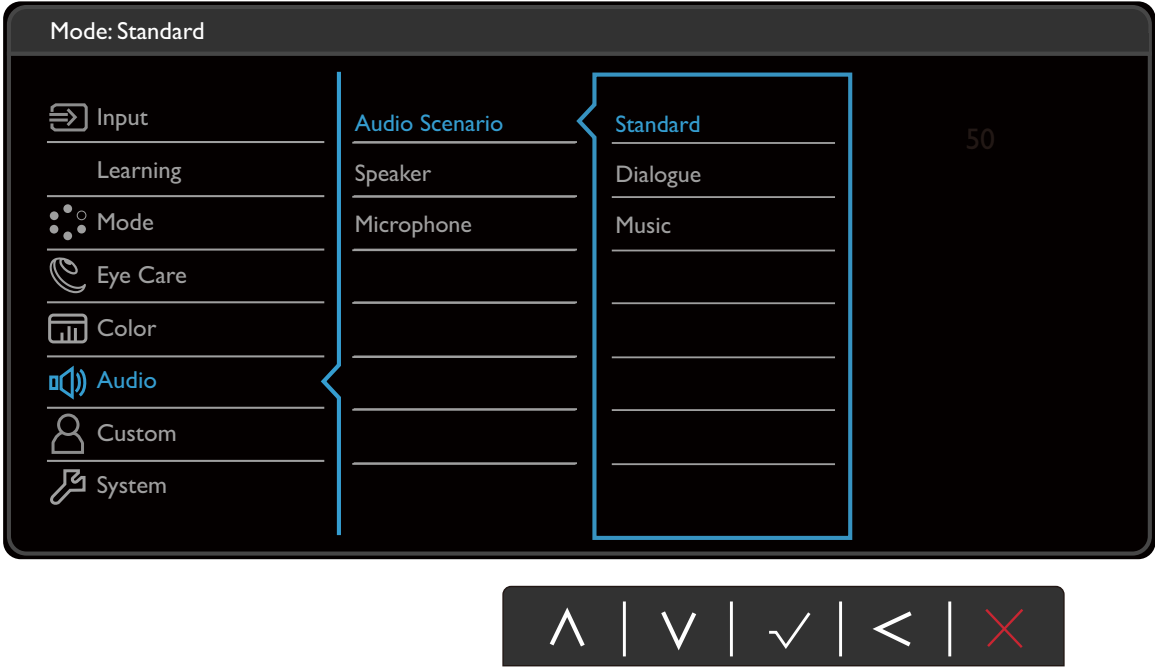 Mode: Standard
Input
Learning
Mode
Eye Care
Color
Audio
Custom
System
Audio Scenario
Speaker
Microphone
Standard
Dialogue
Music
50